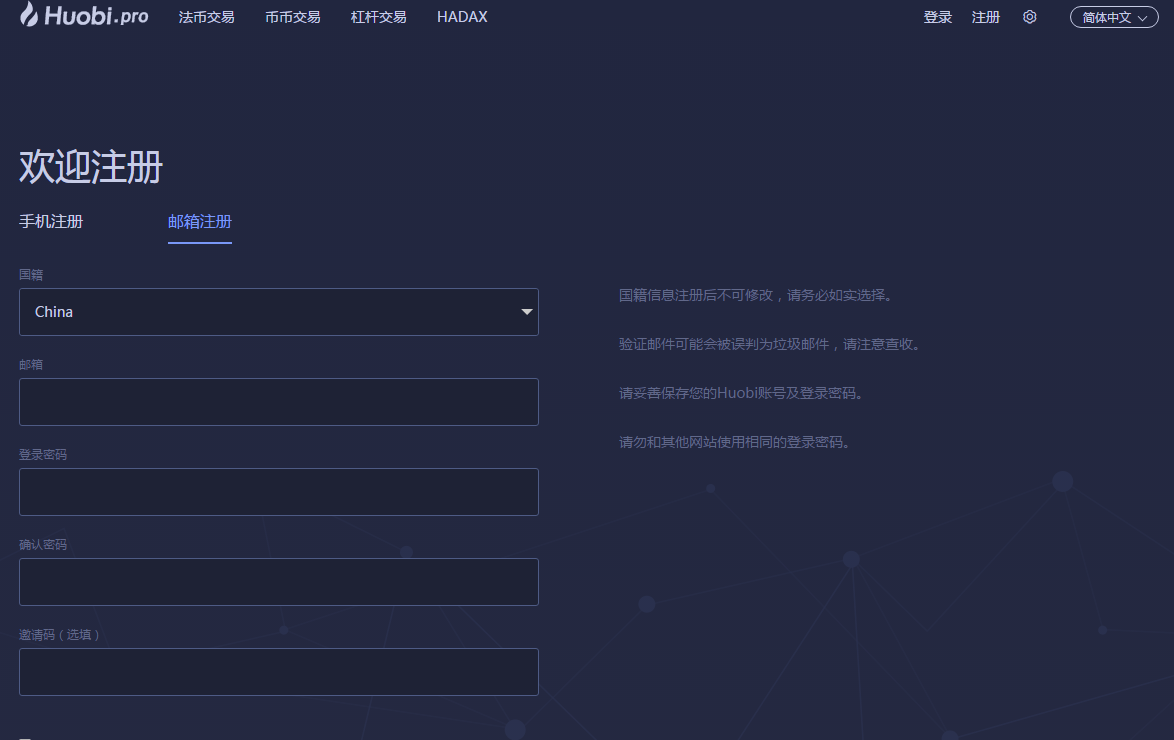 Huobi.pro 法币交易 币币交易 杠杆交易 HADAX 登录 注册 简体中文
欢迎注册
手机注册 邮箱注册
国籍
China
国籍信息注册后不可修改，请务必如实选择。
验证邮件可能会被误判为垃圾邮件，请注意查收。
邮箱
请妥善保存您的Huobi账号及登录密码。
请勿和其他网站使用相同的登录密码。
登录密码
确认密码
邀请码（选填）